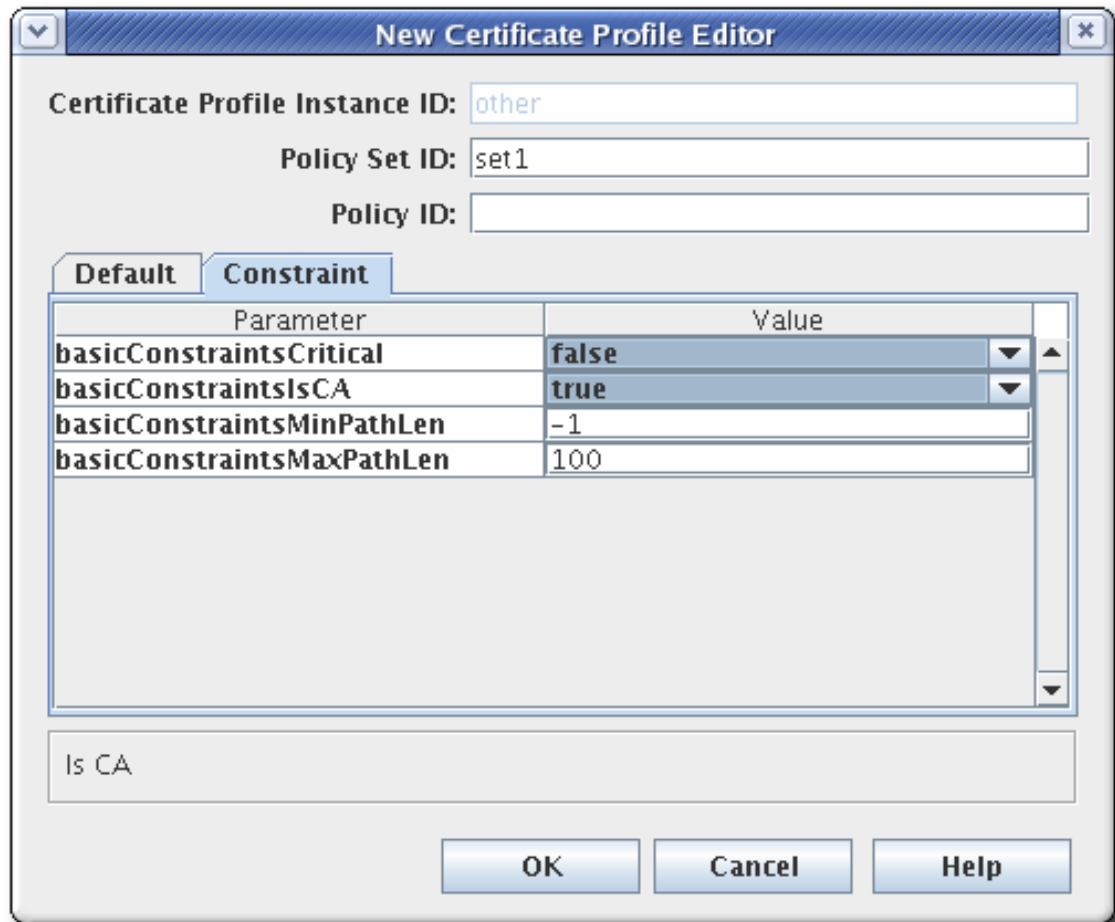 New Certificate Profile Editor
Certificate Profile Instance ID: other
Policy Set ID: set1
Policy ID:
Default Constraint
Parameter Value
basicConstraintsCritical false
basicConstraintsIsCA true
basicConstraintsMinPathLen -1
basicConstraintsMaxPathLen 100
Is CA
OK Cancel Help